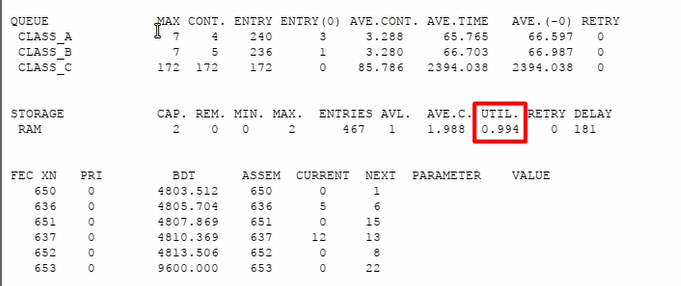 QUEUE MAX CONT. ENTRY ENTRY(0) AVE.CONT. AVE.TIME AVE.(-0) RETRY
CLASS_A 7 4 240 3 3.288 65.765 66.597 0
CLASS_B 7 5 236 1 3.280 66.703 66.987 0
CLASS_C 172 172 172 0 85.786 2394.038 2394.038 0
STORAGE CAP. REM. MIN. MAX. ENTRIES AVL. AVE.C. UTIL. RETRY DELAY
RAM 2 0 0 2 467 1 1.988 0.994 0 181
FEC XN PRI BDT ASSEM CURRENT NEXT PARAMETER VALUE
650 0 4803.512 650 0 1
636 0 4805.704 636 5 6
651 0 4807.869 651 0 15
637 0 4810.369 637 12 13
652 0 4813.506 652 0 8
653 0 9600.000 653 0 22